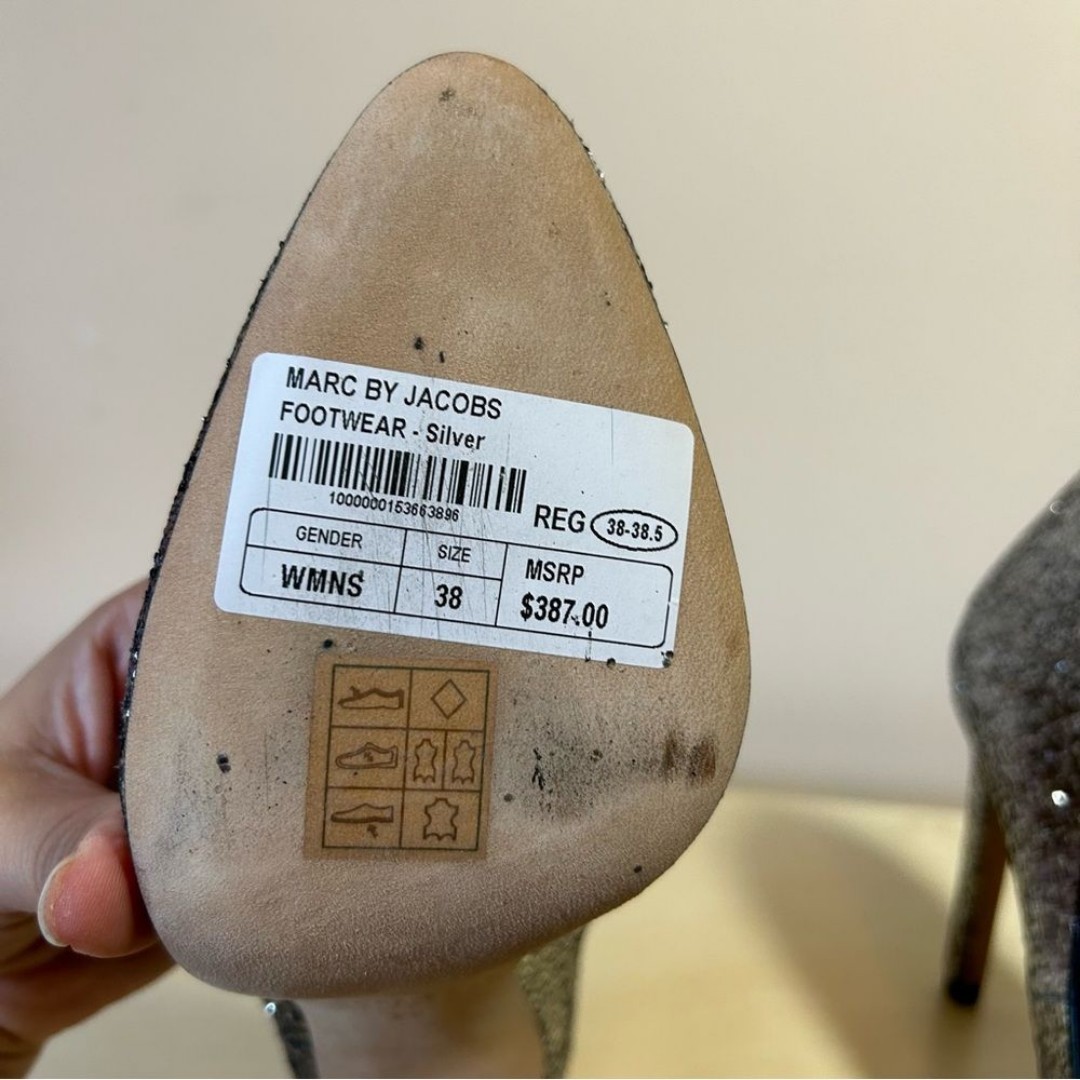 MARC BY JACOBS
FOOTWEAR - Silver
1000000153663896
REG 38-38.5
GENDER SIZE MSRP
WMNS 38 $387.00